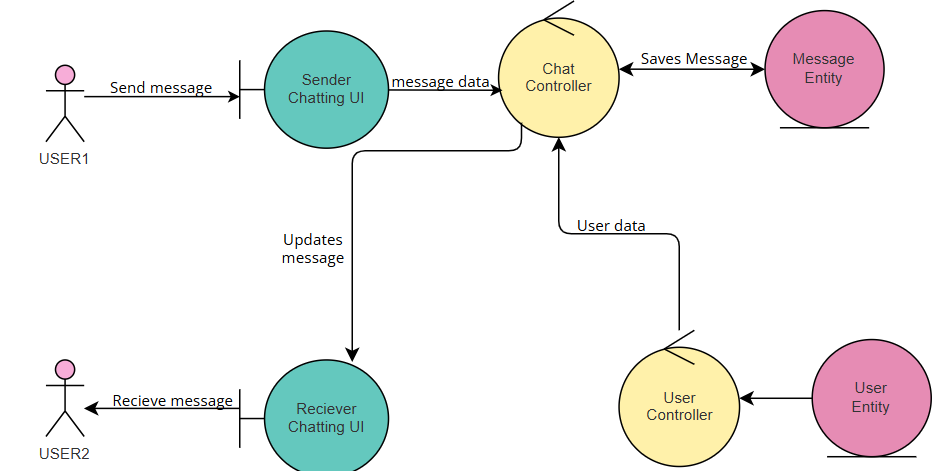 Send message
USER1
Sender
Chatting UI
message data
Chat
Controller
Saves Message
Message
Entity
Updates
message
User data
Recieve message
USER2
Reciever
Chatting UI
User
Controller
User
Entity